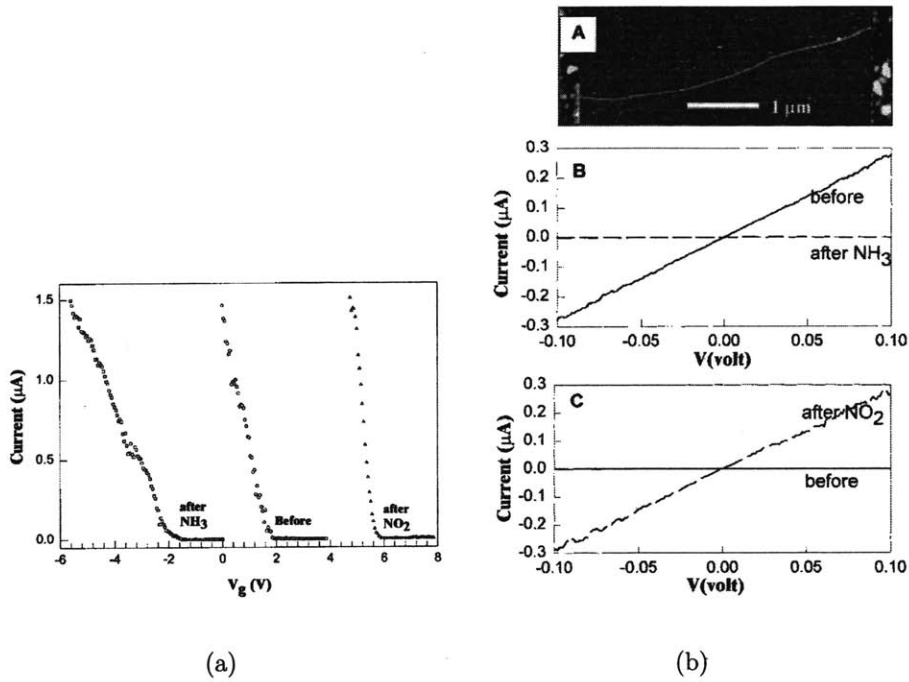 1.5
1.0
0.5
0.0
Current (μA)
-6 -4 -2 0 2 4 6 8
V_g (V)
after
NH3
Before
after
NO2
(a)
A
1 μm
B
0.3
0.2
0.1
0.0
-0.1
-0.2
-0.3
Current (μA)
before
after NH3
-0.10 -0.05 0.00 0.05 0.10
V(volt)
C
0.3
0.2
0.1
0.0
-0.1
-0.2
-0.3
Current (μA)
after NO2
before
-0.10 -0.05 0.00 0.05 0.10
V(volt)
(b)